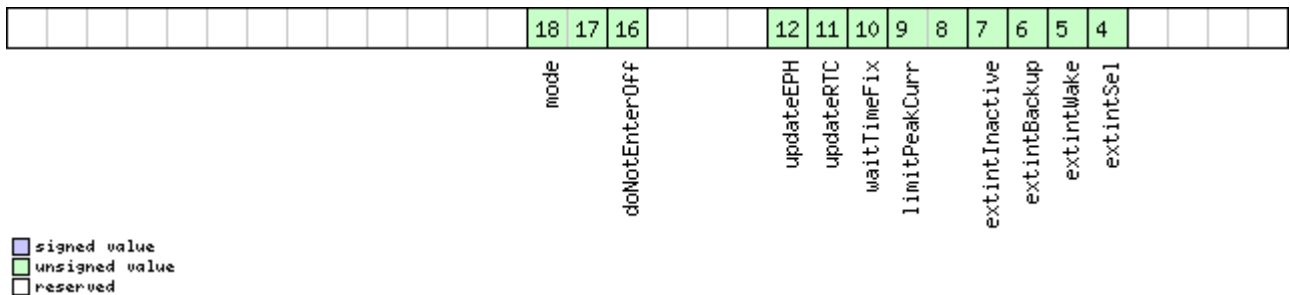 18 17 16 12 11 10 9 8 7 6 5 4
mode
doNotEnterOff
updateEPH
updateRTC
waitTimeFix
limitPeakCurr
extintInactive
extintBackup
extintWake
extintSel
signed value
unsigned value
reserved